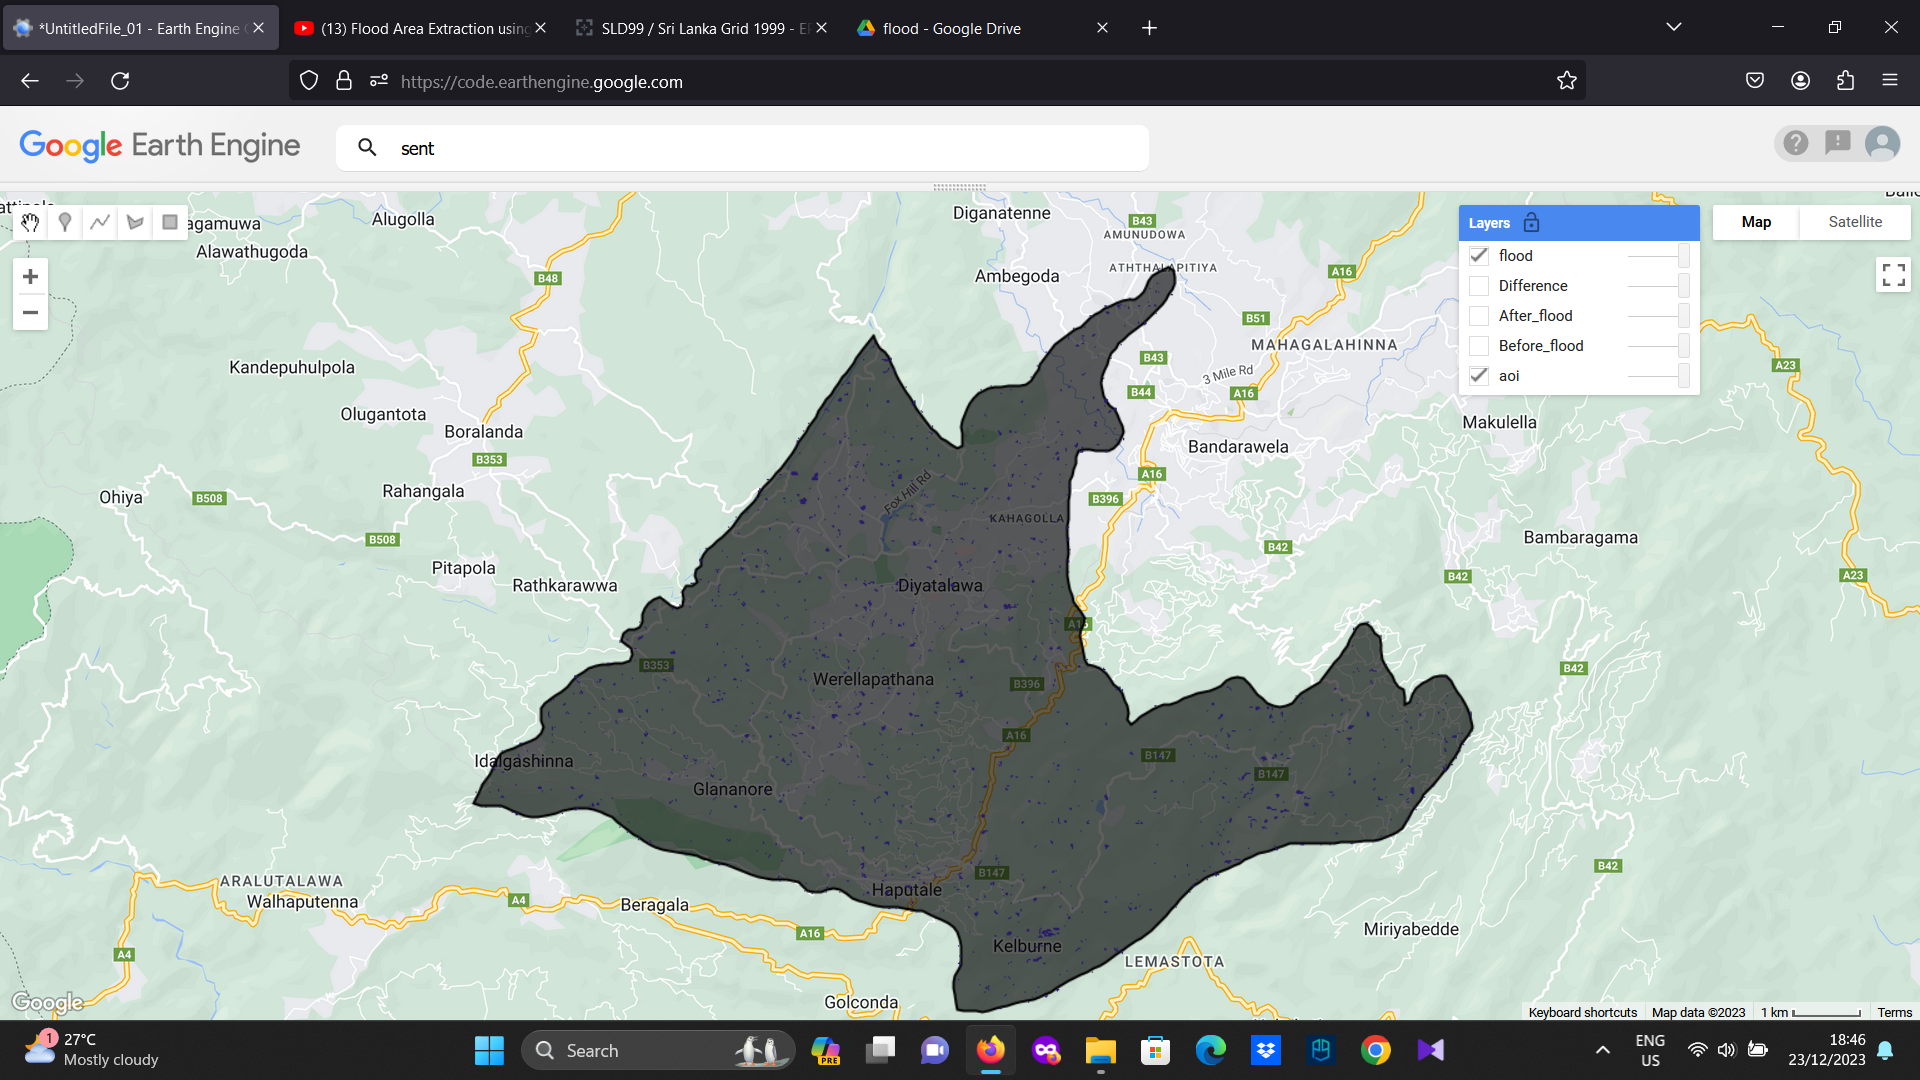 *UntitledFile_01 - Earth Engine
(13) Flood Area Extraction using
SLD99 / Sri Lanka Grid 1999 -
flood - Google Drive
https://code.earthengine.google.com
Google Earth Engine
sent
Layers
flood
Difference
After_flood
Before_flood
aoi
Map
Satellite
agamuwa
Alugolla
Alawathugoda
Diganatenne
B43
AMUNUDOWA
Ambegoda
ATHTHALAPITIYA
A16
B48
B51
MAHAGALAHINNA
B43
3 Mile Rd
A23
Kandepuhulpola
B44
A16
Olugantota
Makulella
Boralanda
Bandarawela
B353
A16
Fox Hill Rd
Rahangala
Ohiya
B508
B396
KAHAGOLLA
B508
B42
Bambaragama
Pitapola
Rathkarawwa
Diyatalawa
B42
A23
A16
B353
Werellapathana
B396
B42
A16
B147
Idalgashinna
B147
Glananore
B42
B147
ARALUTALAWA
Haputale
Walhaputenne
A4
Beragala
A16
Miriyabedde
Kelburne
A4
LEMASTOTA
Golconda
Google
Keyboard shortcuts
Map data ©2023
1 km
Terms
1
27°C
Mostly cloudy
Search
PRE
ENG
US
18:46
23/12/2023